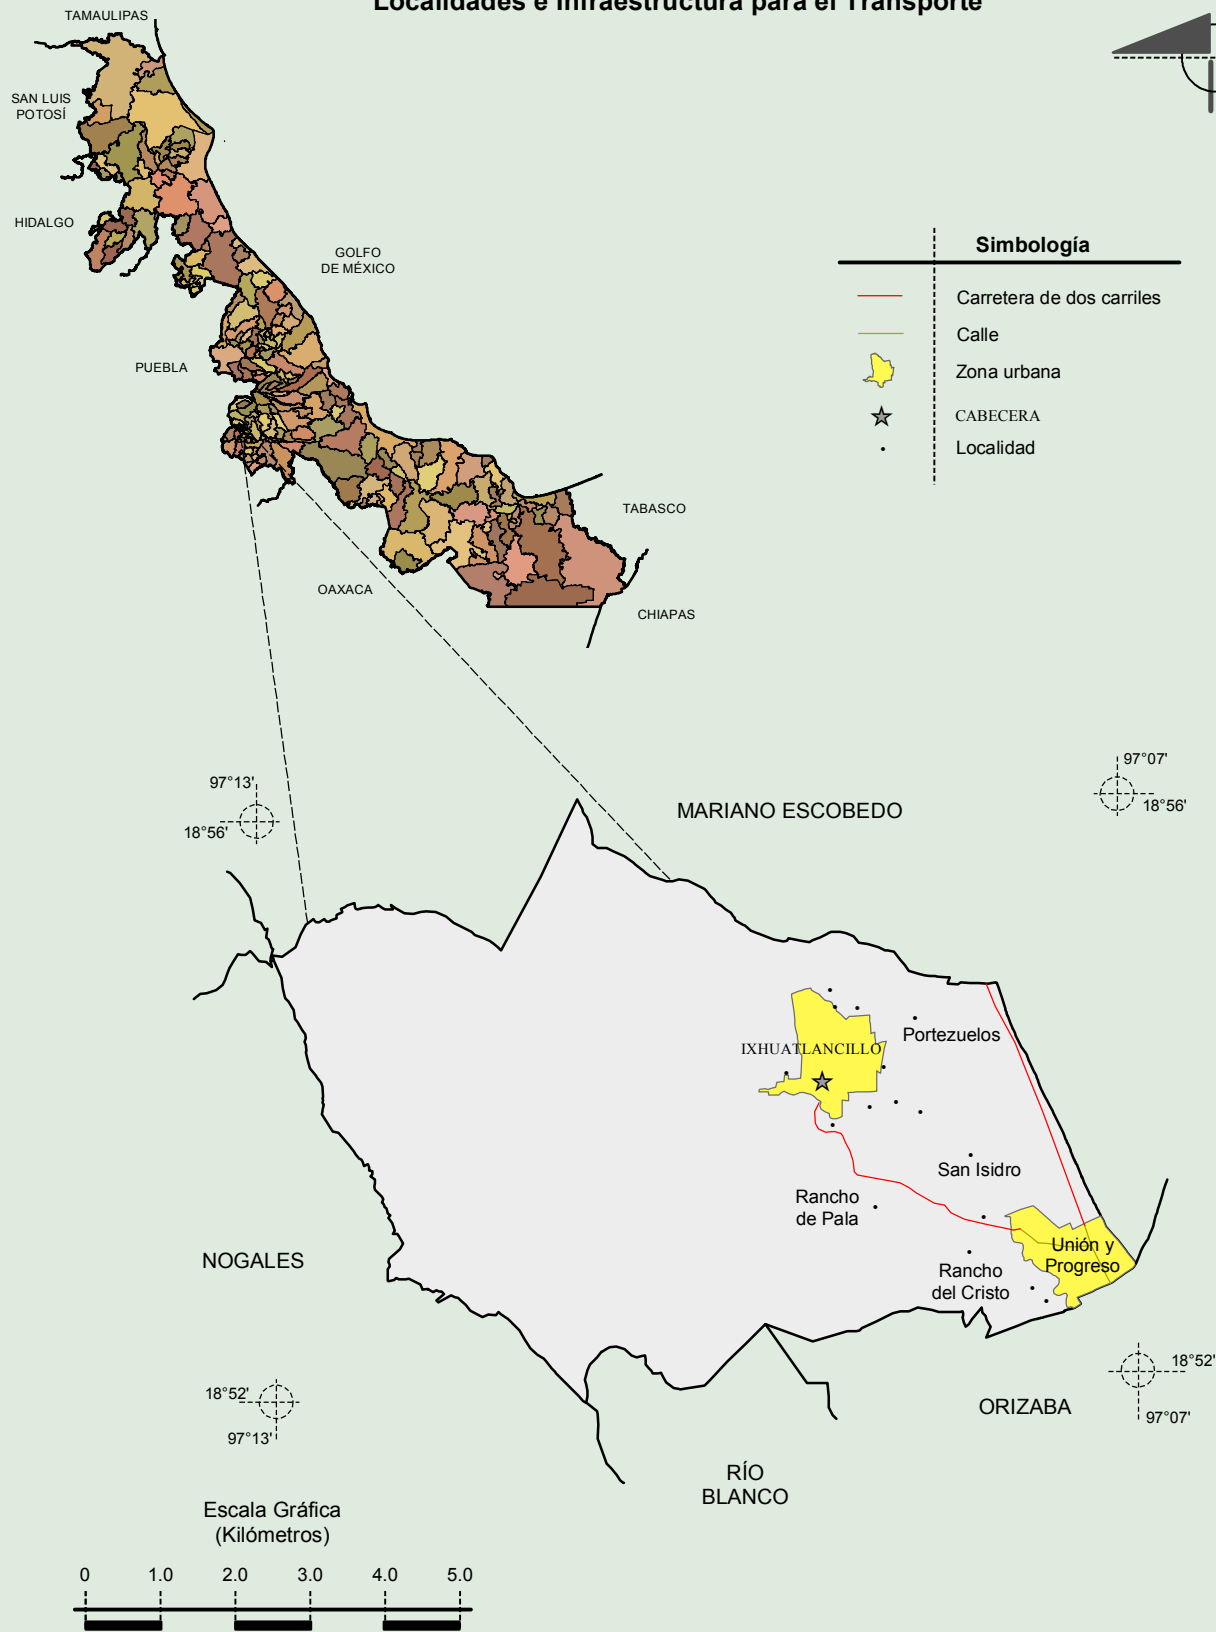 Localidades e Infraestructura para el Transporte
TAMAULIPAS
SAN LUIS
POTOSÍ
HIDALGO
GOLFO
DE MÉXICO
PUEBLA
TABASCO
OAXACA
CHIAPAS
Simbología
Carretera de dos carriles
Calle
Zona urbana
CABECERA
Localidad
97°13'
18°56'
97°07'
18°56'
MARIANO ESCOBEDO
IXHUATLANCILLO
Portezuelos
San Isidro
Rancho
de Pala
Unión y
Progreso
Rancho
del Cristo
NOGALES
ORIZABA
RÍO
BLANCO
18°52'
97°13'
18°52'
97°07'
Escala Gráfica
(Kilómetros)
0 1.0 2.0 3.0 4.0 5.0